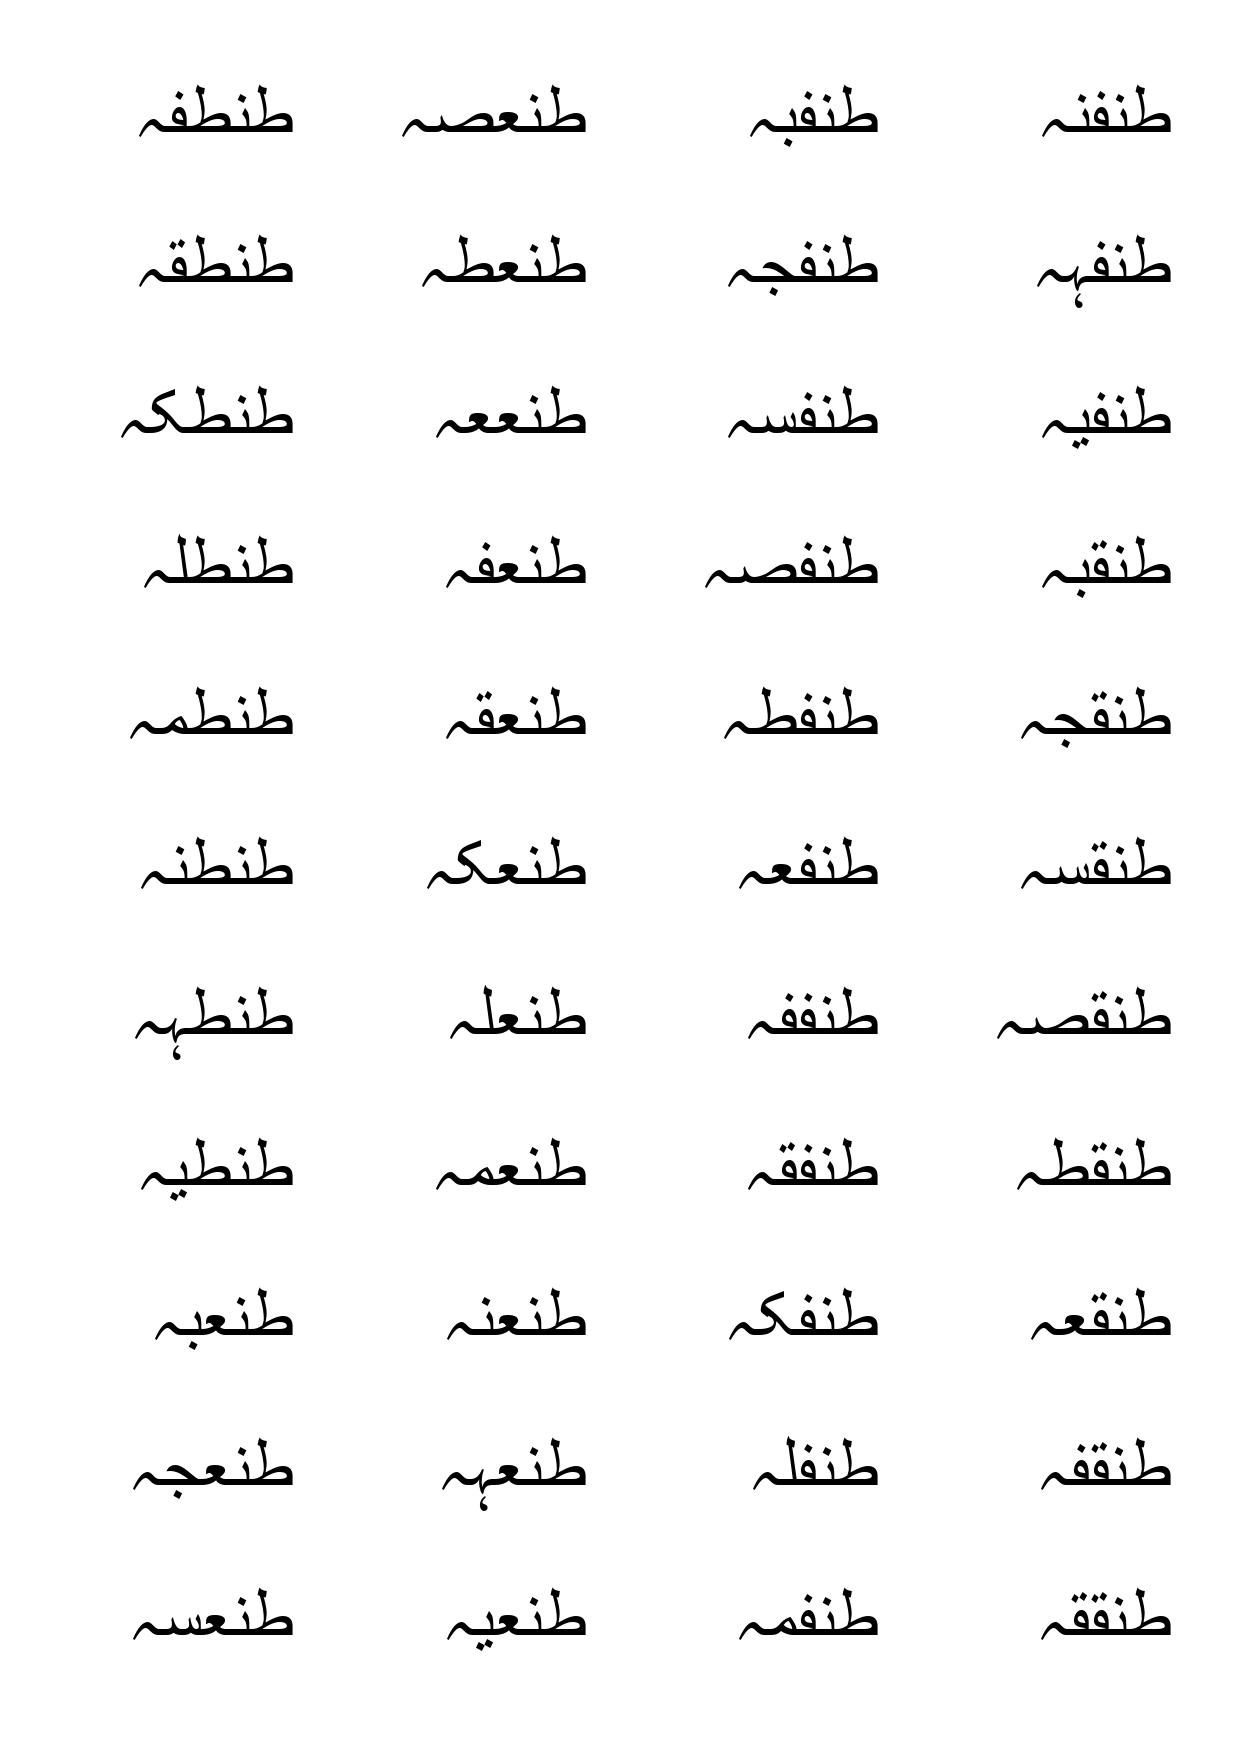 طنفنہ طنفبہ طنعصہ طنطفہ
طنفہہ طنفجہ طنعطہ طنطقہ
طنفیہ طنفسہ طنععہ طنطکہ
طنقبہ طنفصہ طنعفہ طنطلہ
طنقجہ طنفطہ طنعقہ طنطمہ
طنقسہ طنفعہ طنعکہ طنطنہ
طنقصہ طنففہ طنعلہ طنطہہ
طنقطہ طنفقہ طنعمہ طنطیہ
طنقعہ طنفکہ طنعنہ طنعبہ
طنقفہ طنفلہ طنعہہ طنعجہ
طنققہ طنفمہ طنعیہ طنعسہ